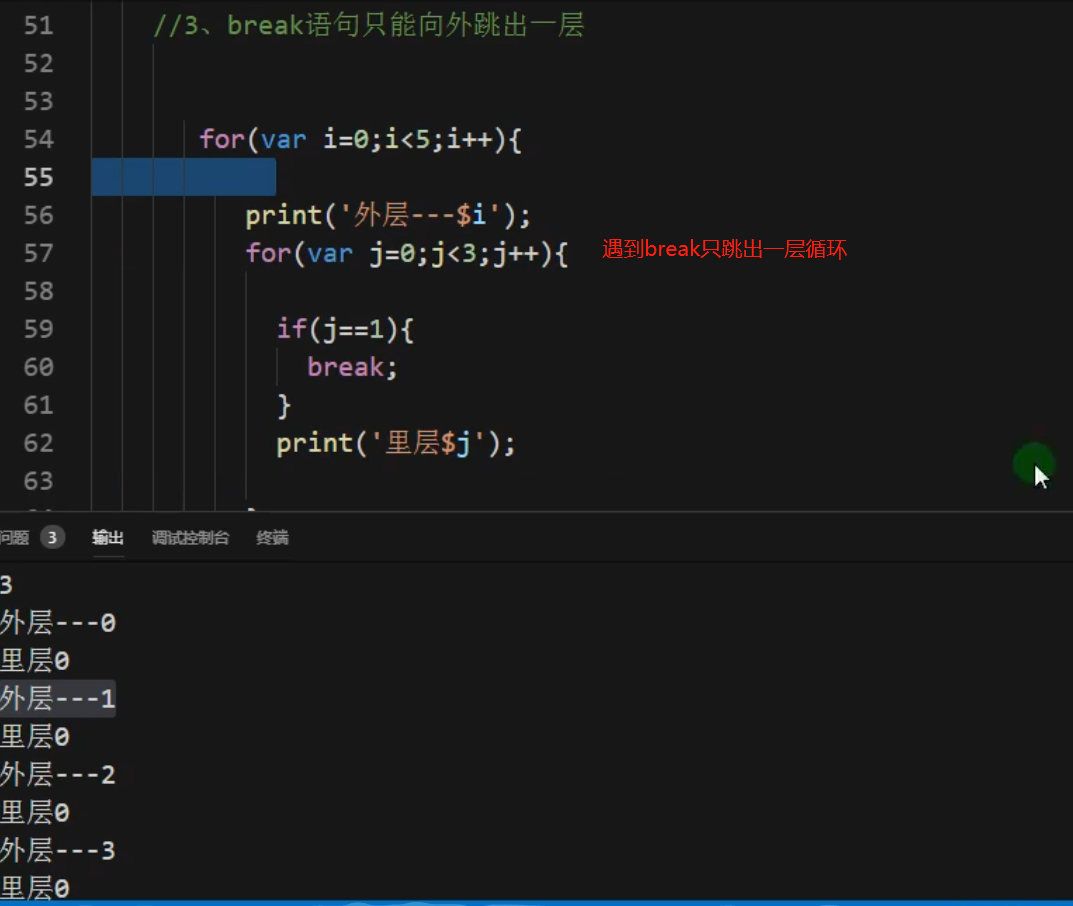 51 //3、break语句只能向外跳出一层
52
53
54 for(var i=0;i<5;i++){
55
56 print('外层---$i');
57 for(var j=0;j<3;j++){ 遇到break只跳出一层循环
58
59 if(j==1){
60 break;
61 }
62 print('里层$j');
63
问题 3 输出 调试控制台 终端
3
外层---0
里层0
外层---1
里层0
外层---2
里层0
外层---3
里层0